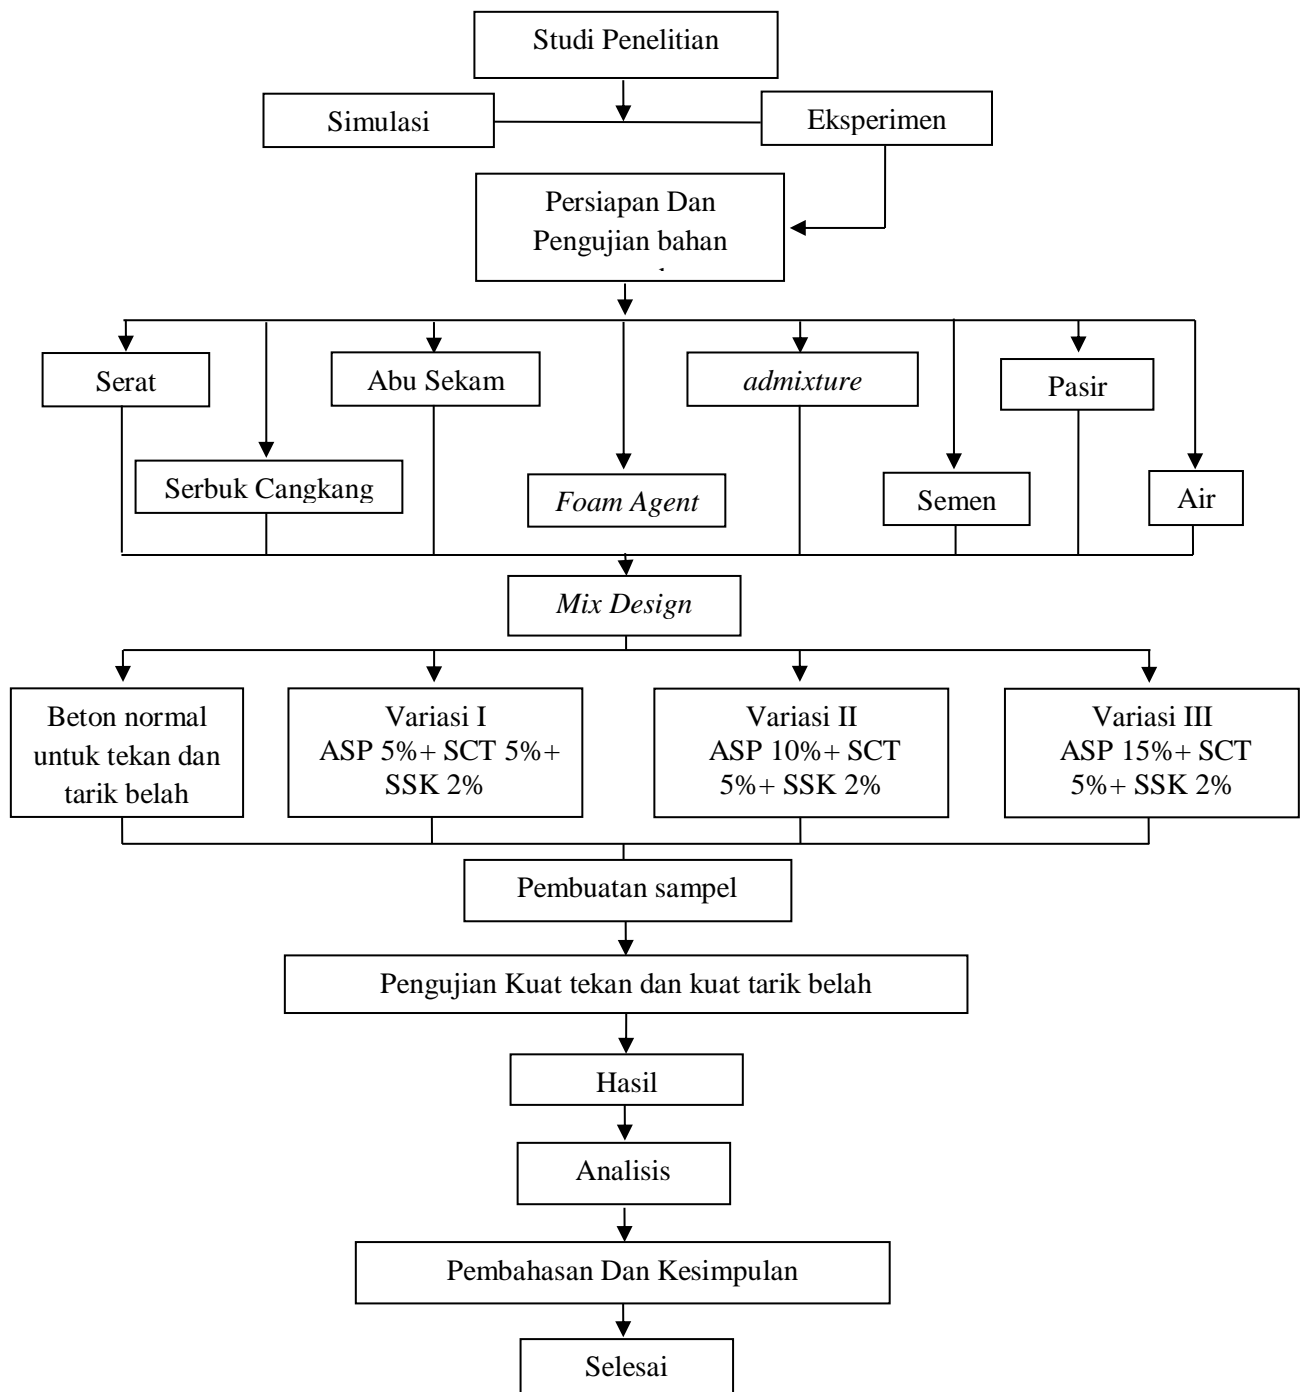 Studi Penelitian
Simulasi
Eksperimen
Persiapan Dan
Pengujian bahan
Serat
Abu Sekam
admixture
Pasir
Serbuk Cangkang
Foam Agent
Semen
Air
Mix Design
Beton normal
untuk tekan dan
tarik belah
Variasi I
ASP 5%+ SCT 5%+
SSK 2%
Variasi II
ASP 10%+ SCT
5%+ SSK 2%
Variasi III
ASP 15%+ SCT
5%+ SSK 2%
Pembuatan sampel
Pengujian Kuat tekan dan kuat tarik belah
Hasil
Analisis
Pembahasan Dan Kesimpulan
Selesai